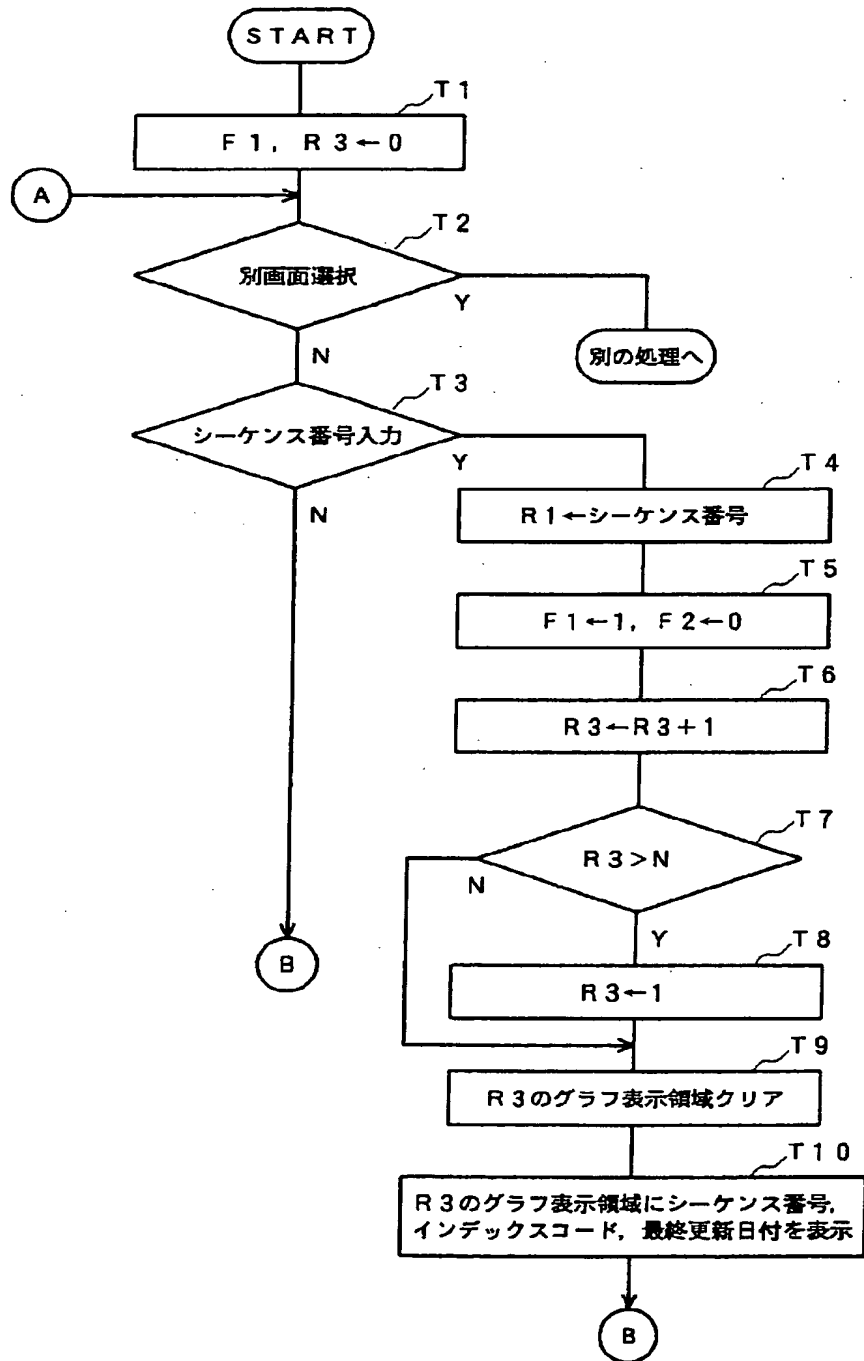 START
T1
F1, R3←0
A
T2
別画面選択
Y
N
別の処理へ
T3
シーケンス番号入力
Y
N
T4
R1←シーケンス番号
T5
F1←1, F2←0
T6
R3←R3+1
T7
R3>N
N
Y
B
T8
R3←1
T9
R3のグラフ表示領域クリア
T10
R3のグラフ表示領域にシーケンス番号,
インデックスコード, 最終更新日付を表示
B